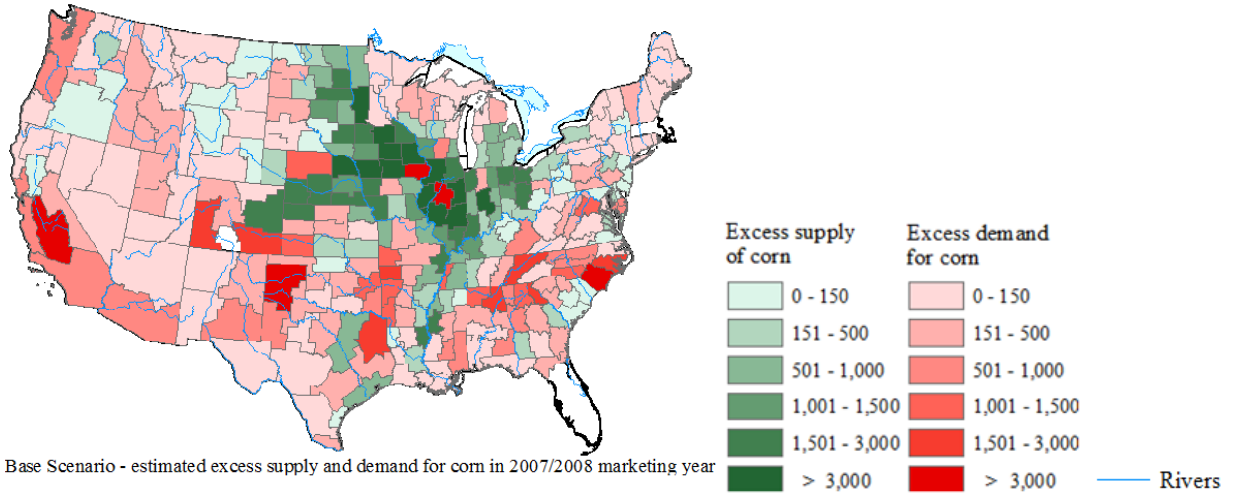 Excess supply of corn
Excess demand for corn
0 - 150
0 - 150
151 - 500
151 - 500
501 - 1,000
501 - 1,000
1,001 - 1,500
1,001 - 1,500
1,501 - 3,000
1,501 - 3,000
> 3,000
> 3,000
Rivers
Base Scenario - estimated excess supply and demand for corn in 2007/2008 marketing year